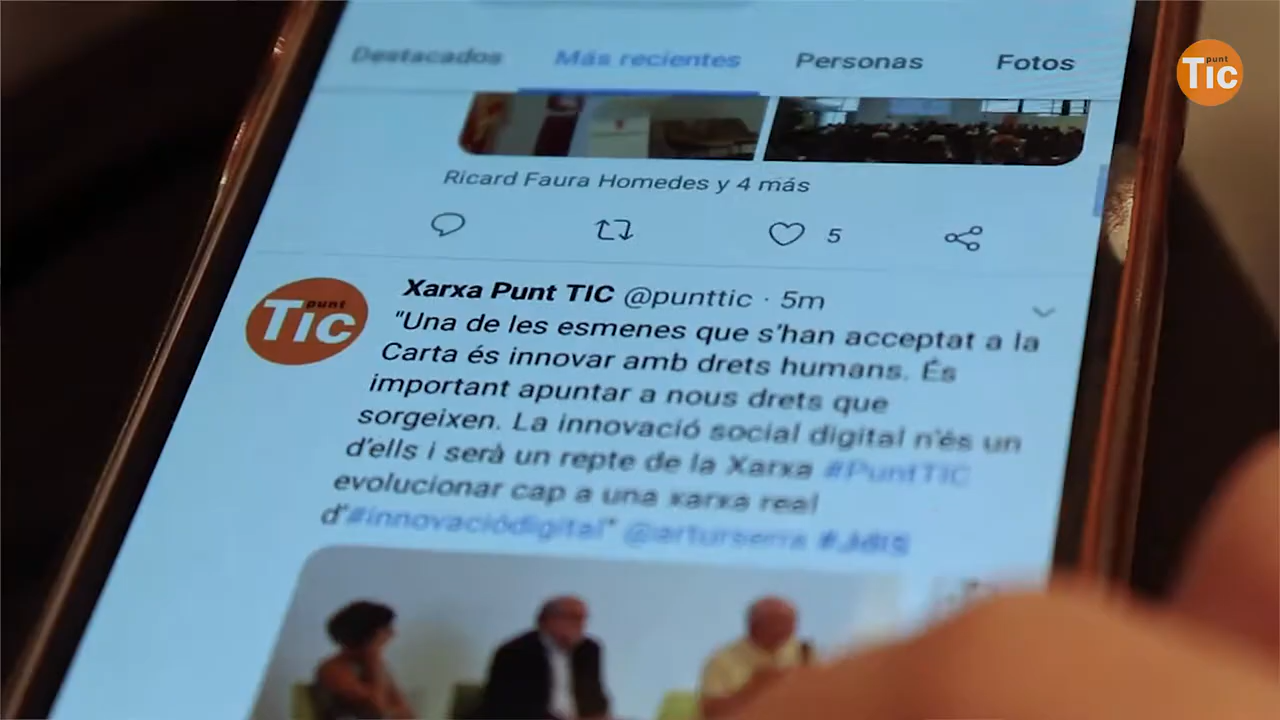 Destacados Más recientes Personas Fotos
punt
TIC
Ricard Faura Homedes y 4 más
5
punt
TIC
Xarxa Punt TIC @punttic · 5m
"Una de les esmenes que s'han acceptat a la
Carta és innovar amb drets humans. És
important apuntar a nous drets que
sorgeixen. La innovació social digital n'és un
d'ells i serà un repte de la Xarxa #PuntTIC
evolucionar cap a una xarxa real
d'#innovaciódigital" @arturserra